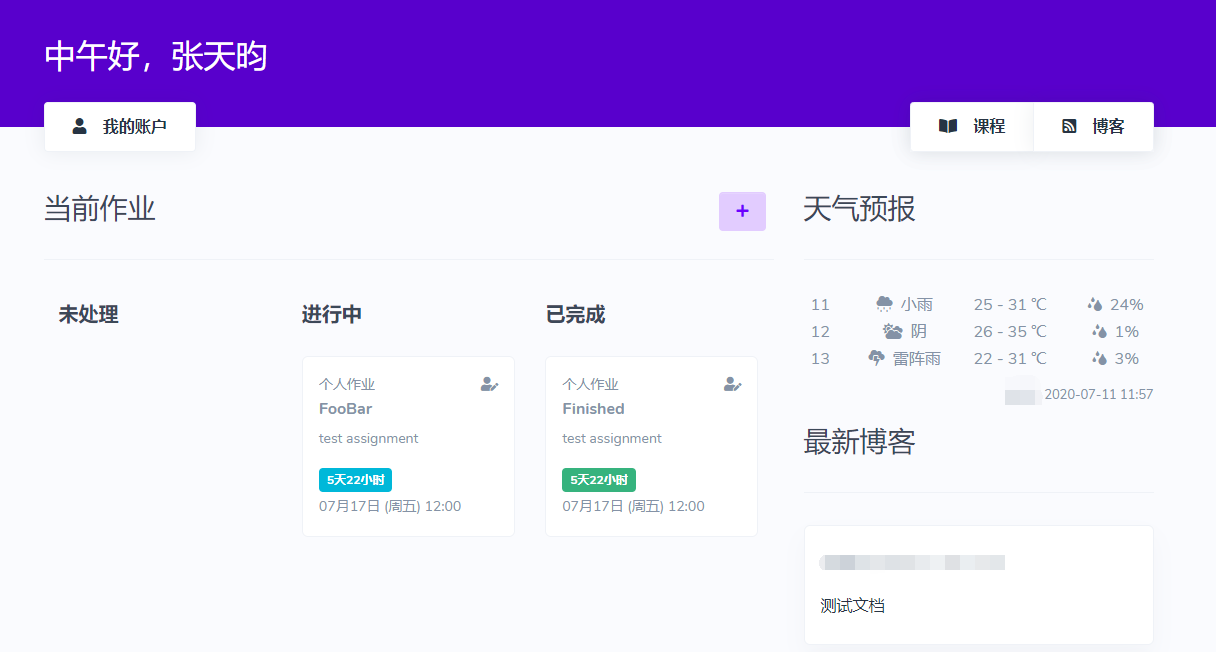 中午好，张天昀
我的账户
课程
博客
当前作业
+
天气预报
未处理
进行中
已完成
个人作业
FooBar
test assignment
5天22小时
07月17日 (周五) 12:00
个人作业
Finished
test assignment
5天22小时
07月17日 (周五) 12:00
11 小雨 25 - 31 ℃ 24%
12 阴 26 - 35 ℃ 1%
13 雷阵雨 22 - 31 ℃ 3%
2020-07-11 11:57
最新博客
测试文档